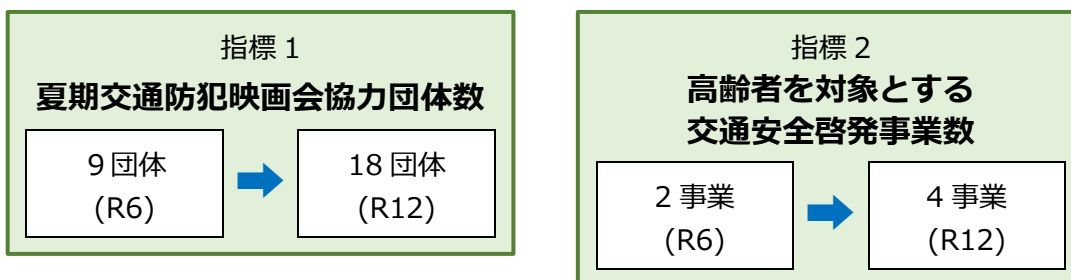 指標 1
夏期交通防犯映画会協力団体数
9 団体
(R6)
18 団体
(R12)
指標 2
高齢者を対象とする
交通安全啓発事業数
2 事業
(R6)
4 事業
(R12)